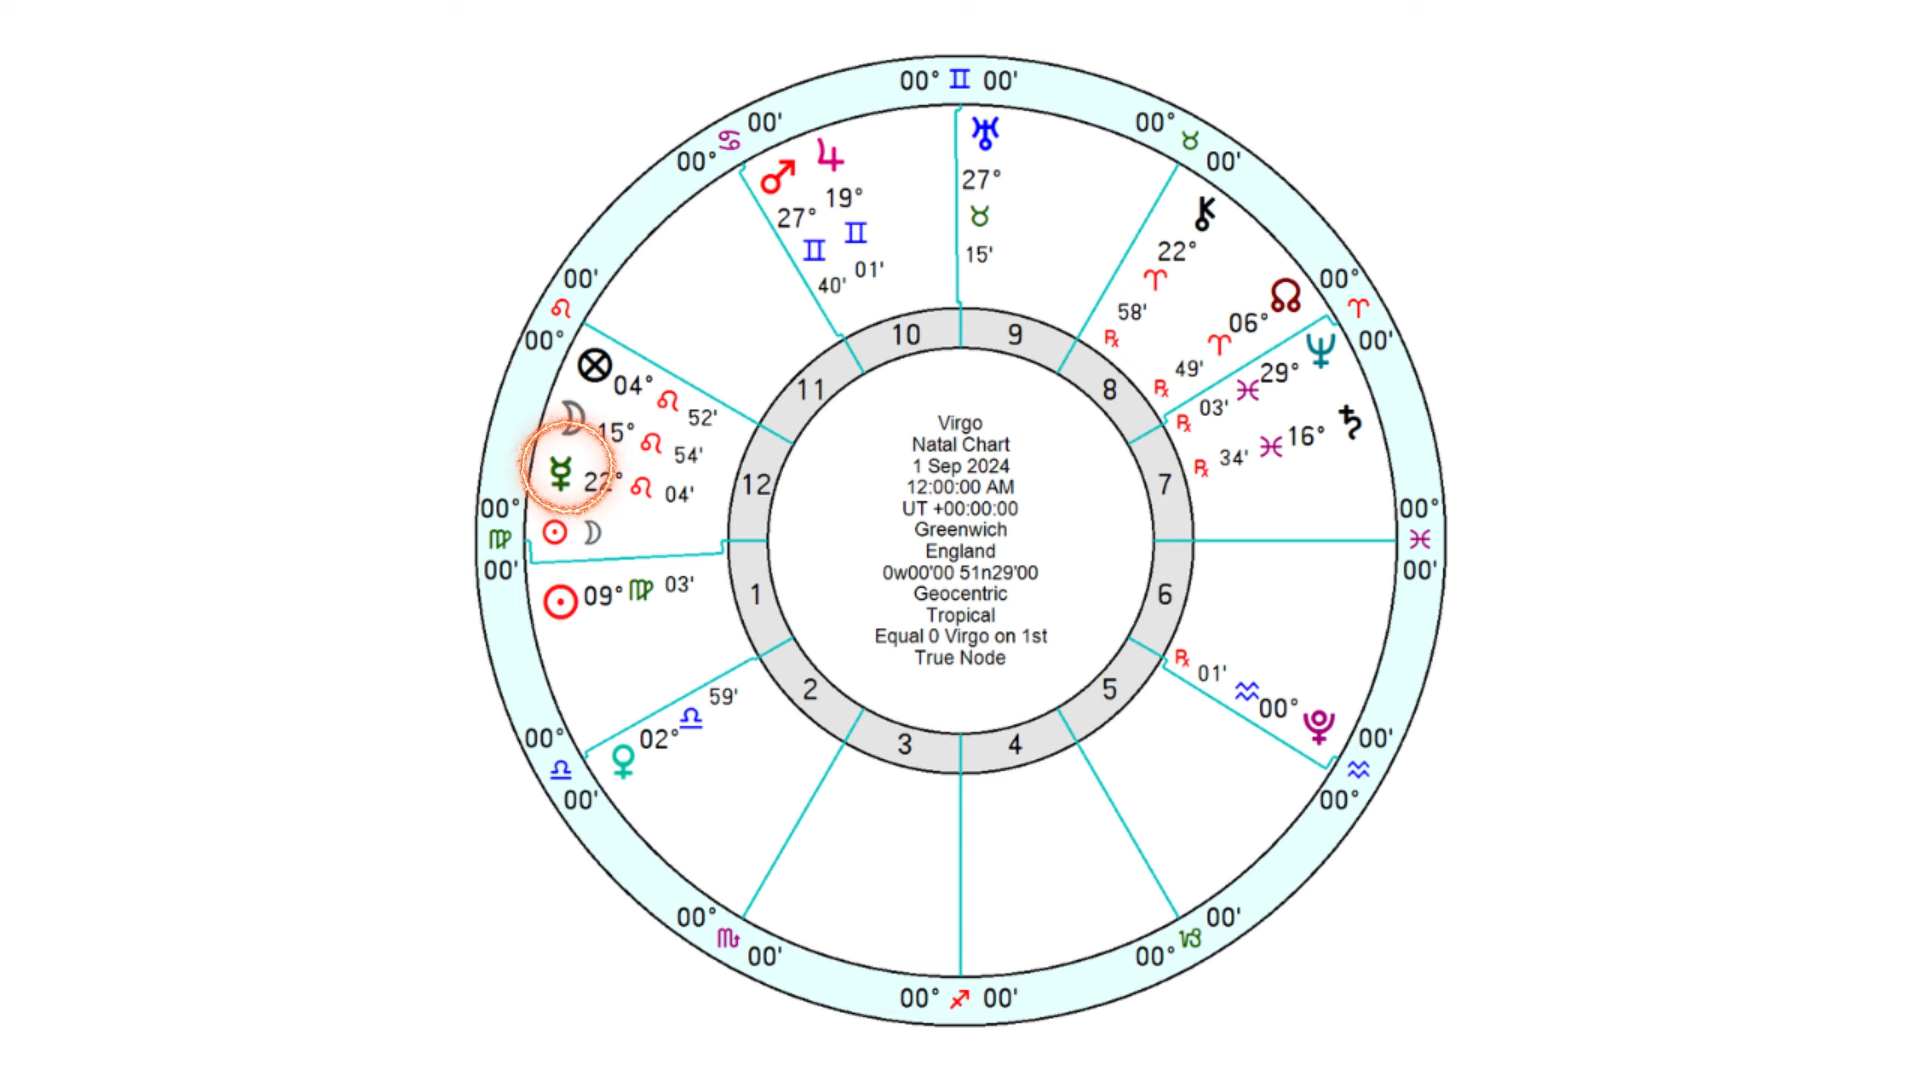 00° ♊ 00'
00° ♉ 00'
00° ♈ 00'
00° ♓ 00'
00° ♒ 00'
00° ♑ 00'
00° ♐ 00'
00° ♏ 00'
00° ♎ 00'
00° ♍ 00'
00° ♌ 00'
00° ♋ 00'
♂ 27° ♊ 40'
♃ 19° ♊ 01'
♅ 27° ♉ 15'
⚷ 22° ♈ 58' ℞
☊ 06° ♈ 49' ℞
♆ 29° ♓ 03' ℞
♄ 16° ♓ 34' ℞
♇ 00° ♒ 01' ℞
♀ 02° ♎ 59'
☉ 09° ♍ 03'
☉ ☽
☿ 22° ♌ 04'
☽ 15° ♌ 54'
⊗ 04° ♌ 52'
10
9
8
7
6
5
4
3
2
1
12
11
Virgo
Natal Chart
1 Sep 2024
12:00:00 AM
UT +00:00:00
Greenwich
England
0w00'00 51n29'00
Geocentric
Tropical
Equal 0 Virgo on 1st
True Node